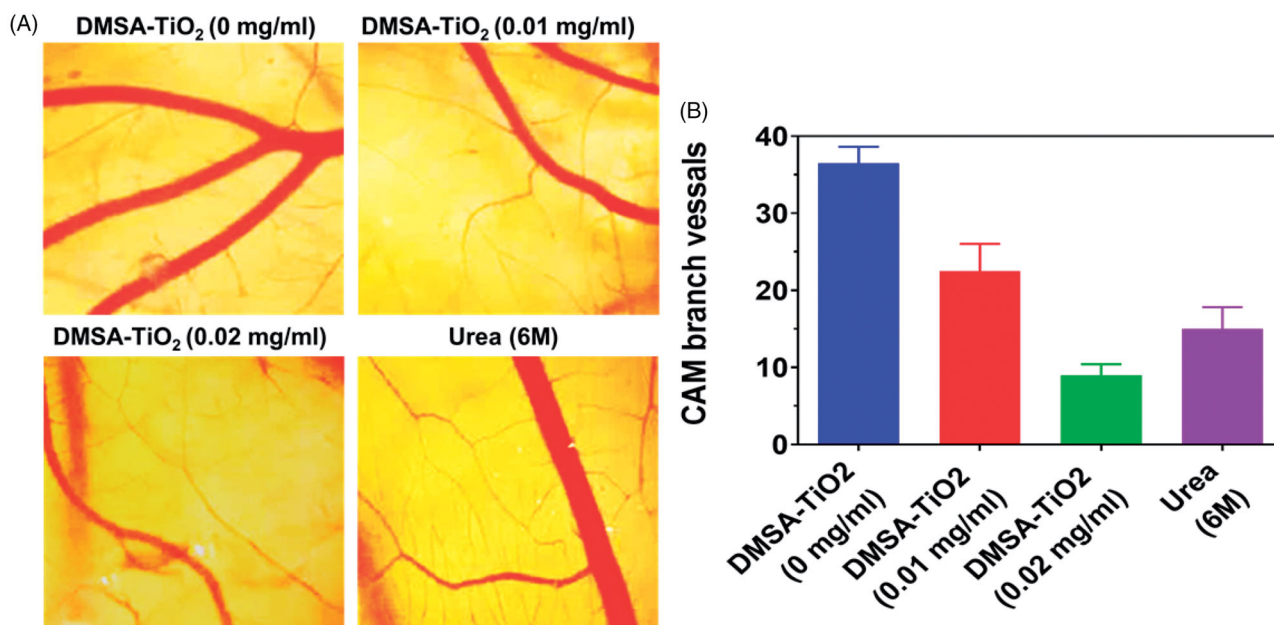 (A)
DMSA-TiO₂ (0 mg/ml)
DMSA-TiO₂ (0.01 mg/ml)
DMSA-TiO₂ (0.02 mg/ml)
Urea (6M)
(B)
CAM branch vessals
40
30
20
10
0
DMSA-TiO2
(0 mg/ml)
DMSA-TiO2
(0.01 mg/ml)
DMSA-TiO2
(0.02 mg/ml)
Urea
(6M)